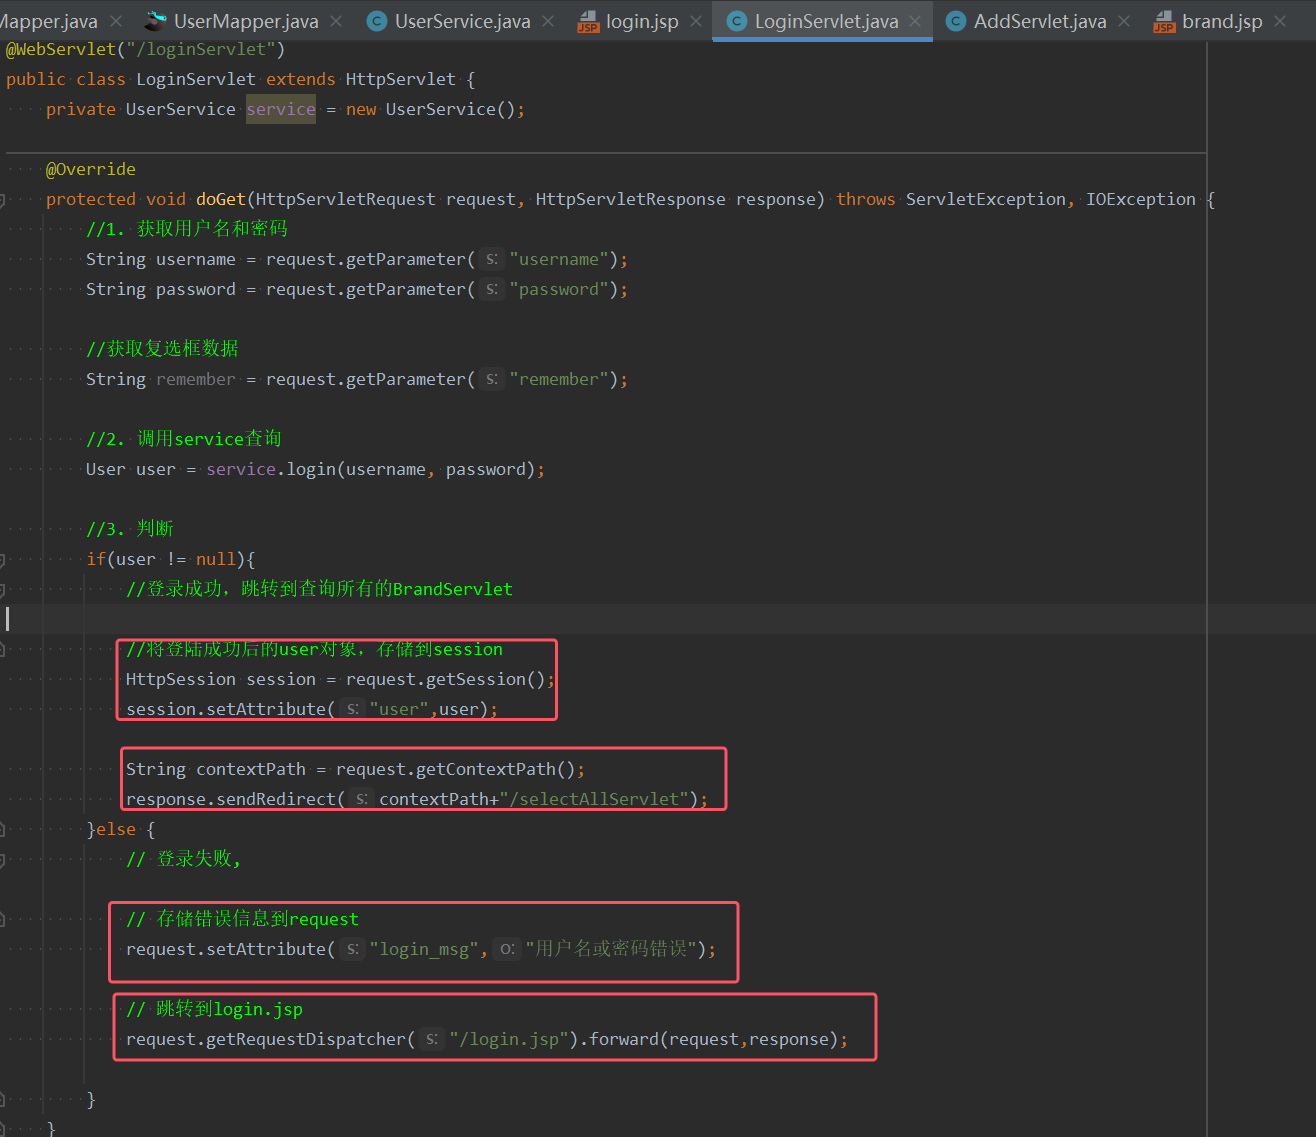 Mapper.java UserMapper.java UserService.java login.jsp LoginServlet.java AddServlet.java brand.jsp
@WebServlet("/loginServlet")
public class LoginServlet extends HttpServlet {
private UserService service = new UserService();
@Override
protected void doGet(HttpServletRequest request, HttpServletResponse response) throws ServletException, IOException {
//1. 获取用户名和密码
String username = request.getParameter( s: "username");
String password = request.getParameter( s: "password");
//获取复选框数据
String remember = request.getParameter( s: "remember");
//2. 调用service查询
User user = service.login(username, password);
//3. 判断
if(user != null){
//登录成功，跳转到查询所有的BrandServlet
//将登陆成功后的user对象，存储到session
HttpSession session = request.getSession();
session.setAttribute( s: "user",user);
String contextPath = request.getContextPath();
response.sendRedirect( s: contextPath+"/selectAllServlet");
}else {
// 登录失败,
// 存储错误信息到request
request.setAttribute( s: "login_msg", o: "用户名或密码错误");
// 跳转到login.jsp
request.getRequestDispatcher( s: "/login.jsp").forward(request,response);
}
}